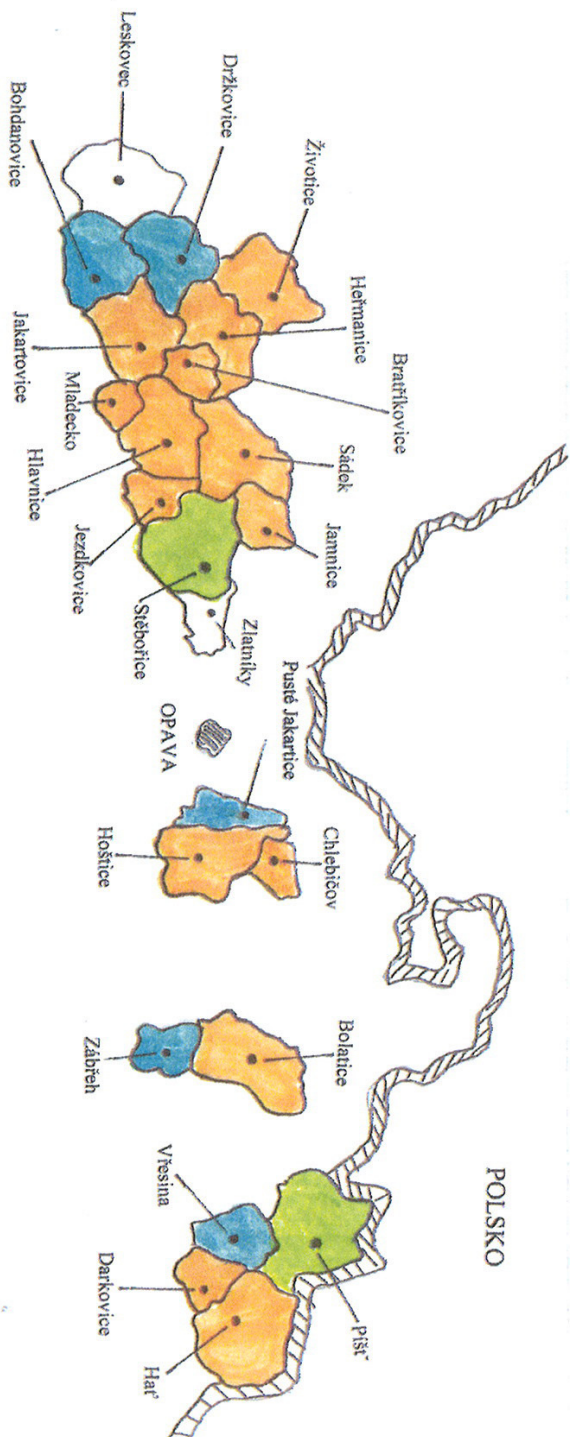 Leskovec
Bohdanovice
Držkovice
Životice
Heřmanice
Jakartovice
Bratříkovice
Mladecko
Hlavnice
Sádek
Jezdkovice
Jamnice
Stěbořice
Zlatníky
OPAVA
Pusté Jakartice
Hoštice
Chlebičov
Zábřeh
Bolatice
POLSKO
Vřesina
Darkovice
Píšť
Hať